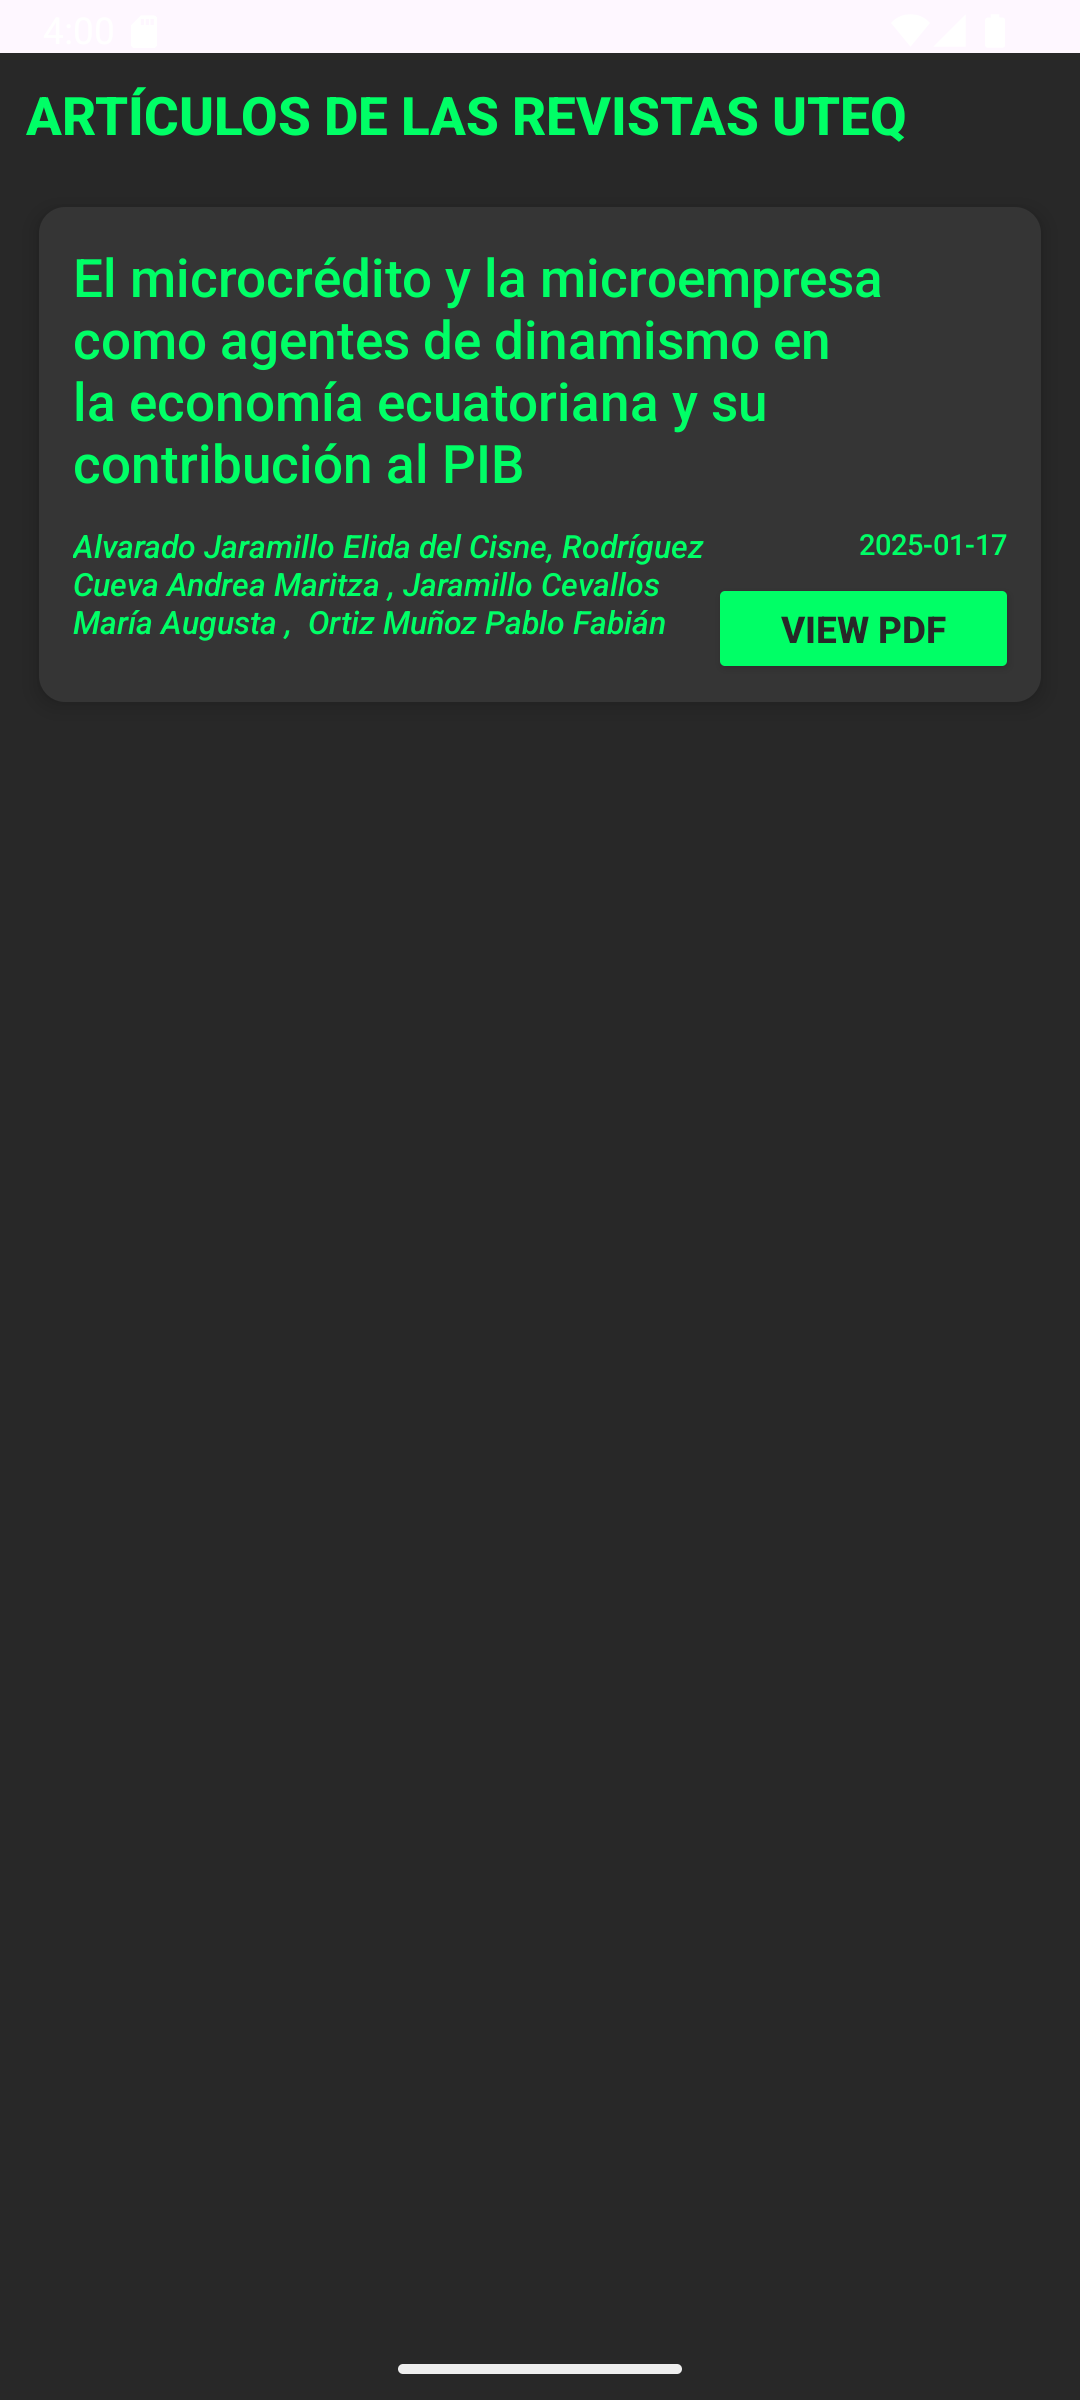 4:00
ARTÍCULOS DE LAS REVISTAS UTEQ
El microcrédito y la microempresa
como agentes de dinamismo en
la economía ecuatoriana y su
contribución al PIB
Alvarado Jaramillo Elida del Cisne, Rodríguez
Cueva Andrea Maritza , Jaramillo Cevallos
María Augusta ,  Ortiz Muñoz Pablo Fabián
2025-01-17
VIEW PDF